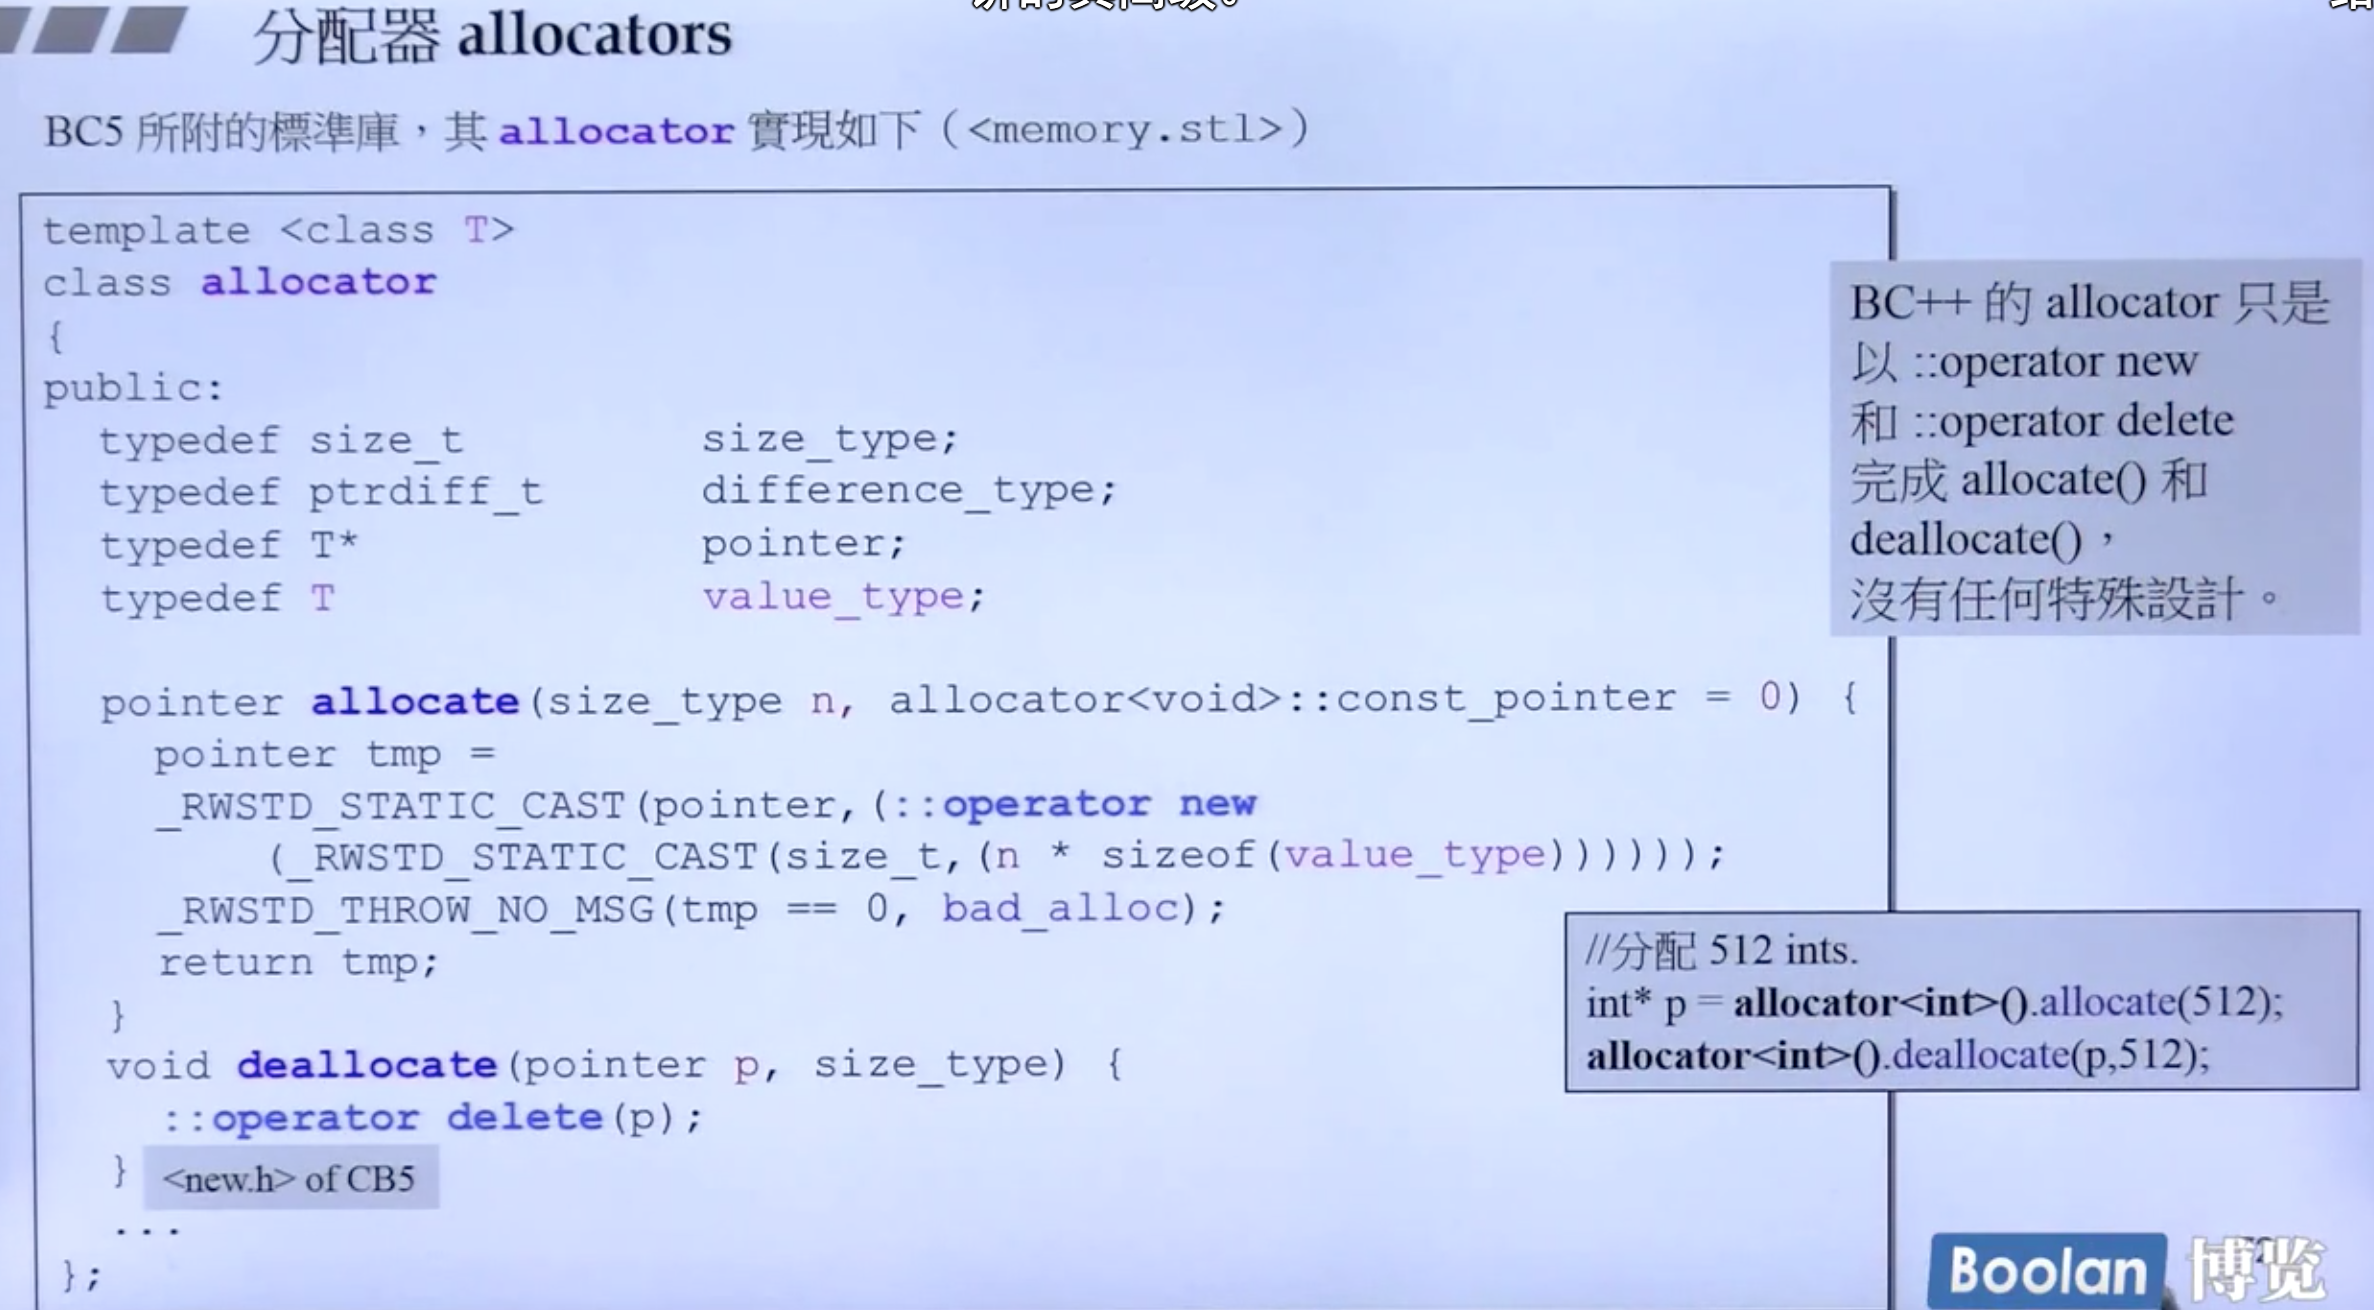 分配器 allocators
BC5 所附的標準庫，其 allocator 實現如下（<memory.stl>）
template <class T>
class allocator
{
public:
typedef size_t size_type;
typedef ptrdiff_t difference_type;
typedef T* pointer;
typedef T value_type;
pointer allocate(size_type n, allocator<void>::const_pointer = 0) {
pointer tmp =
_RWSTD_STATIC_CAST(pointer,(::operator new
(_RWSTD_STATIC_CAST(size_t,(n * sizeof(value_type))))));
_RWSTD_THROW_NO_MSG(tmp == 0, bad_alloc);
return tmp;
}
void deallocate(pointer p, size_type) {
::operator delete(p);
}
<new.h> of CB5
...
};
BC++ 的 allocator 只是
以 ::operator new
和 ::operator delete
完成 allocate() 和
deallocate()，
沒有任何特殊設計。
//分配 512 ints.
int* p = allocator<int>().allocate(512);
allocator<int>().deallocate(p,512);
Boolan 博览